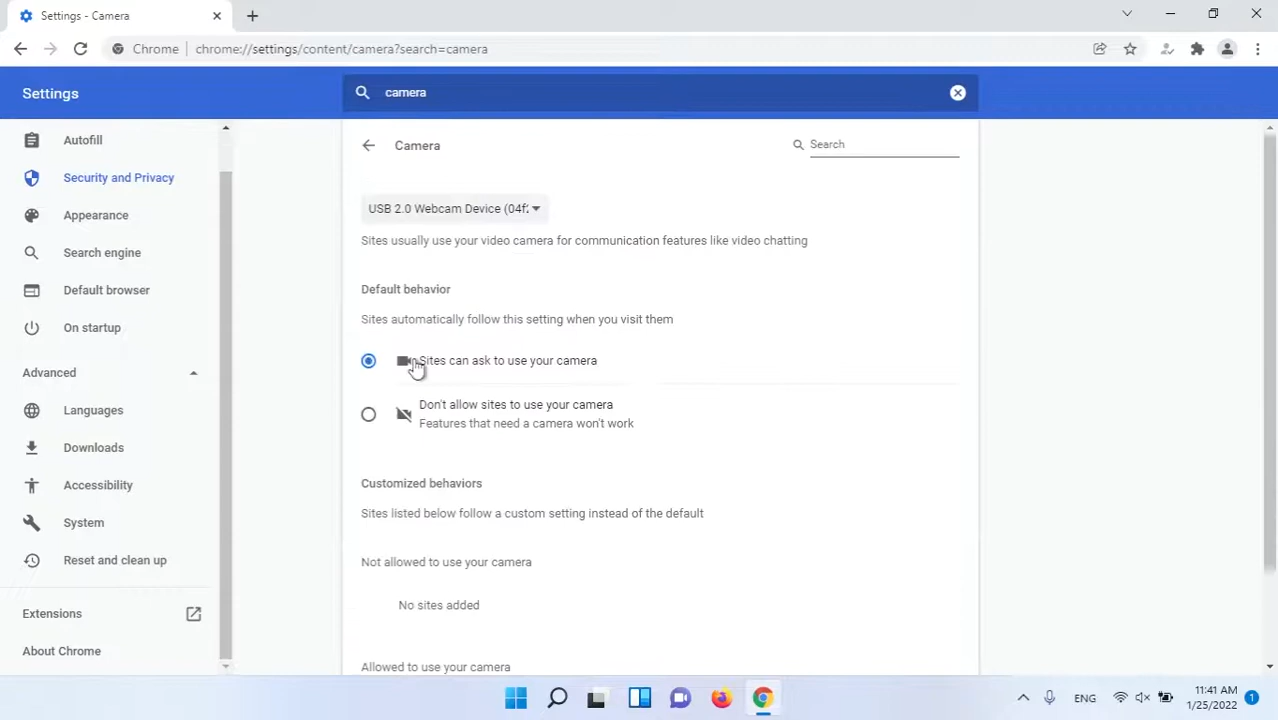 Settings - Camera
Chrome
chrome://settings/content/camera?search=camera
Settings
camera
Autofill
Security and Privacy
Appearance
Search engine
Default browser
On startup
Advanced
Languages
Downloads
Accessibility
System
Reset and clean up
Extensions
About Chrome
Camera
Search
USB 2.0 Webcam Device (04f2
Sites usually use your video camera for communication features like video chatting
Default behavior
Sites automatically follow this setting when you visit them
Sites can ask to use your camera
Don't allow sites to use your camera
Features that need a camera won't work
Customized behaviors
Sites listed below follow a custom setting instead of the default
Not allowed to use your camera
No sites added
Allowed to use your camera
ENG
11:41 AM
1/25/2022
1